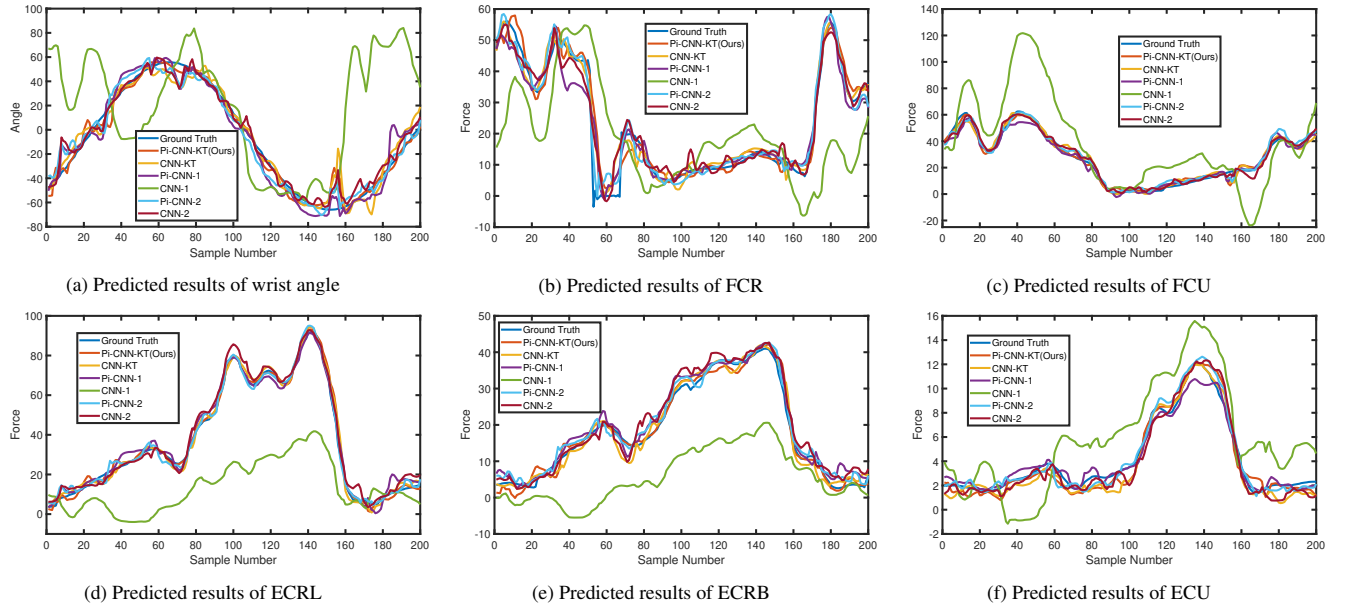 100
80
60
40
20
0
-20
-40
-60
-80
Angle
0 20 40 60 80 100 120 140 160 180 200
Sample Number
Ground Truth
Pi-CNN-KT(Ours)
CNN-KT
Pi-CNN-1
CNN-1
Pi-CNN-2
CNN-2
(a) Predicted results of wrist angle
60
50
40
30
20
10
0
-10
Force
0 20 40 60 80 100 120 140 160 180 200
Sample Number
Ground Truth
Pi-CNN-KT(Ours)
CNN-KT
Pi-CNN-1
CNN-1
Pi-CNN-2
CNN-2
(b) Predicted results of FCR
140
120
100
80
60
40
20
0
-20
Force
0 20 40 60 80 100 120 140 160 180 200
Sample Number
Ground Truth
Pi-CNN-KT(Ours)
CNN-KT
Pi-CNN-1
CNN-1
Pi-CNN-2
CNN-2
(c) Predicted results of FCU
100
80
60
40
20
0
Force
0 20 40 60 80 100 120 140 160 180 200
Sample Number
Ground Truth
Pi-CNN-KT(Ours)
CNN-KT
Pi-CNN-1
CNN-1
Pi-CNN-2
CNN-2
(d) Predicted results of ECRL
50
40
30
20
10
0
-10
Force
0 20 40 60 80 100 120 140 160 180 200
Sample Number
Ground Truth
Pi-CNN-KT(Ours)
CNN-KT
Pi-CNN-1
CNN-1
Pi-CNN-2
CNN-2
(e) Predicted results of ECRB
16
14
12
10
8
6
4
2
0
-2
Force
0 20 40 60 80 100 120 140 160 180 200
Sample Number
Ground Truth
Pi-CNN-KT(Ours)
CNN-KT
Pi-CNN-1
CNN-1
Pi-CNN-2
CNN-2
(f) Predicted results of ECU